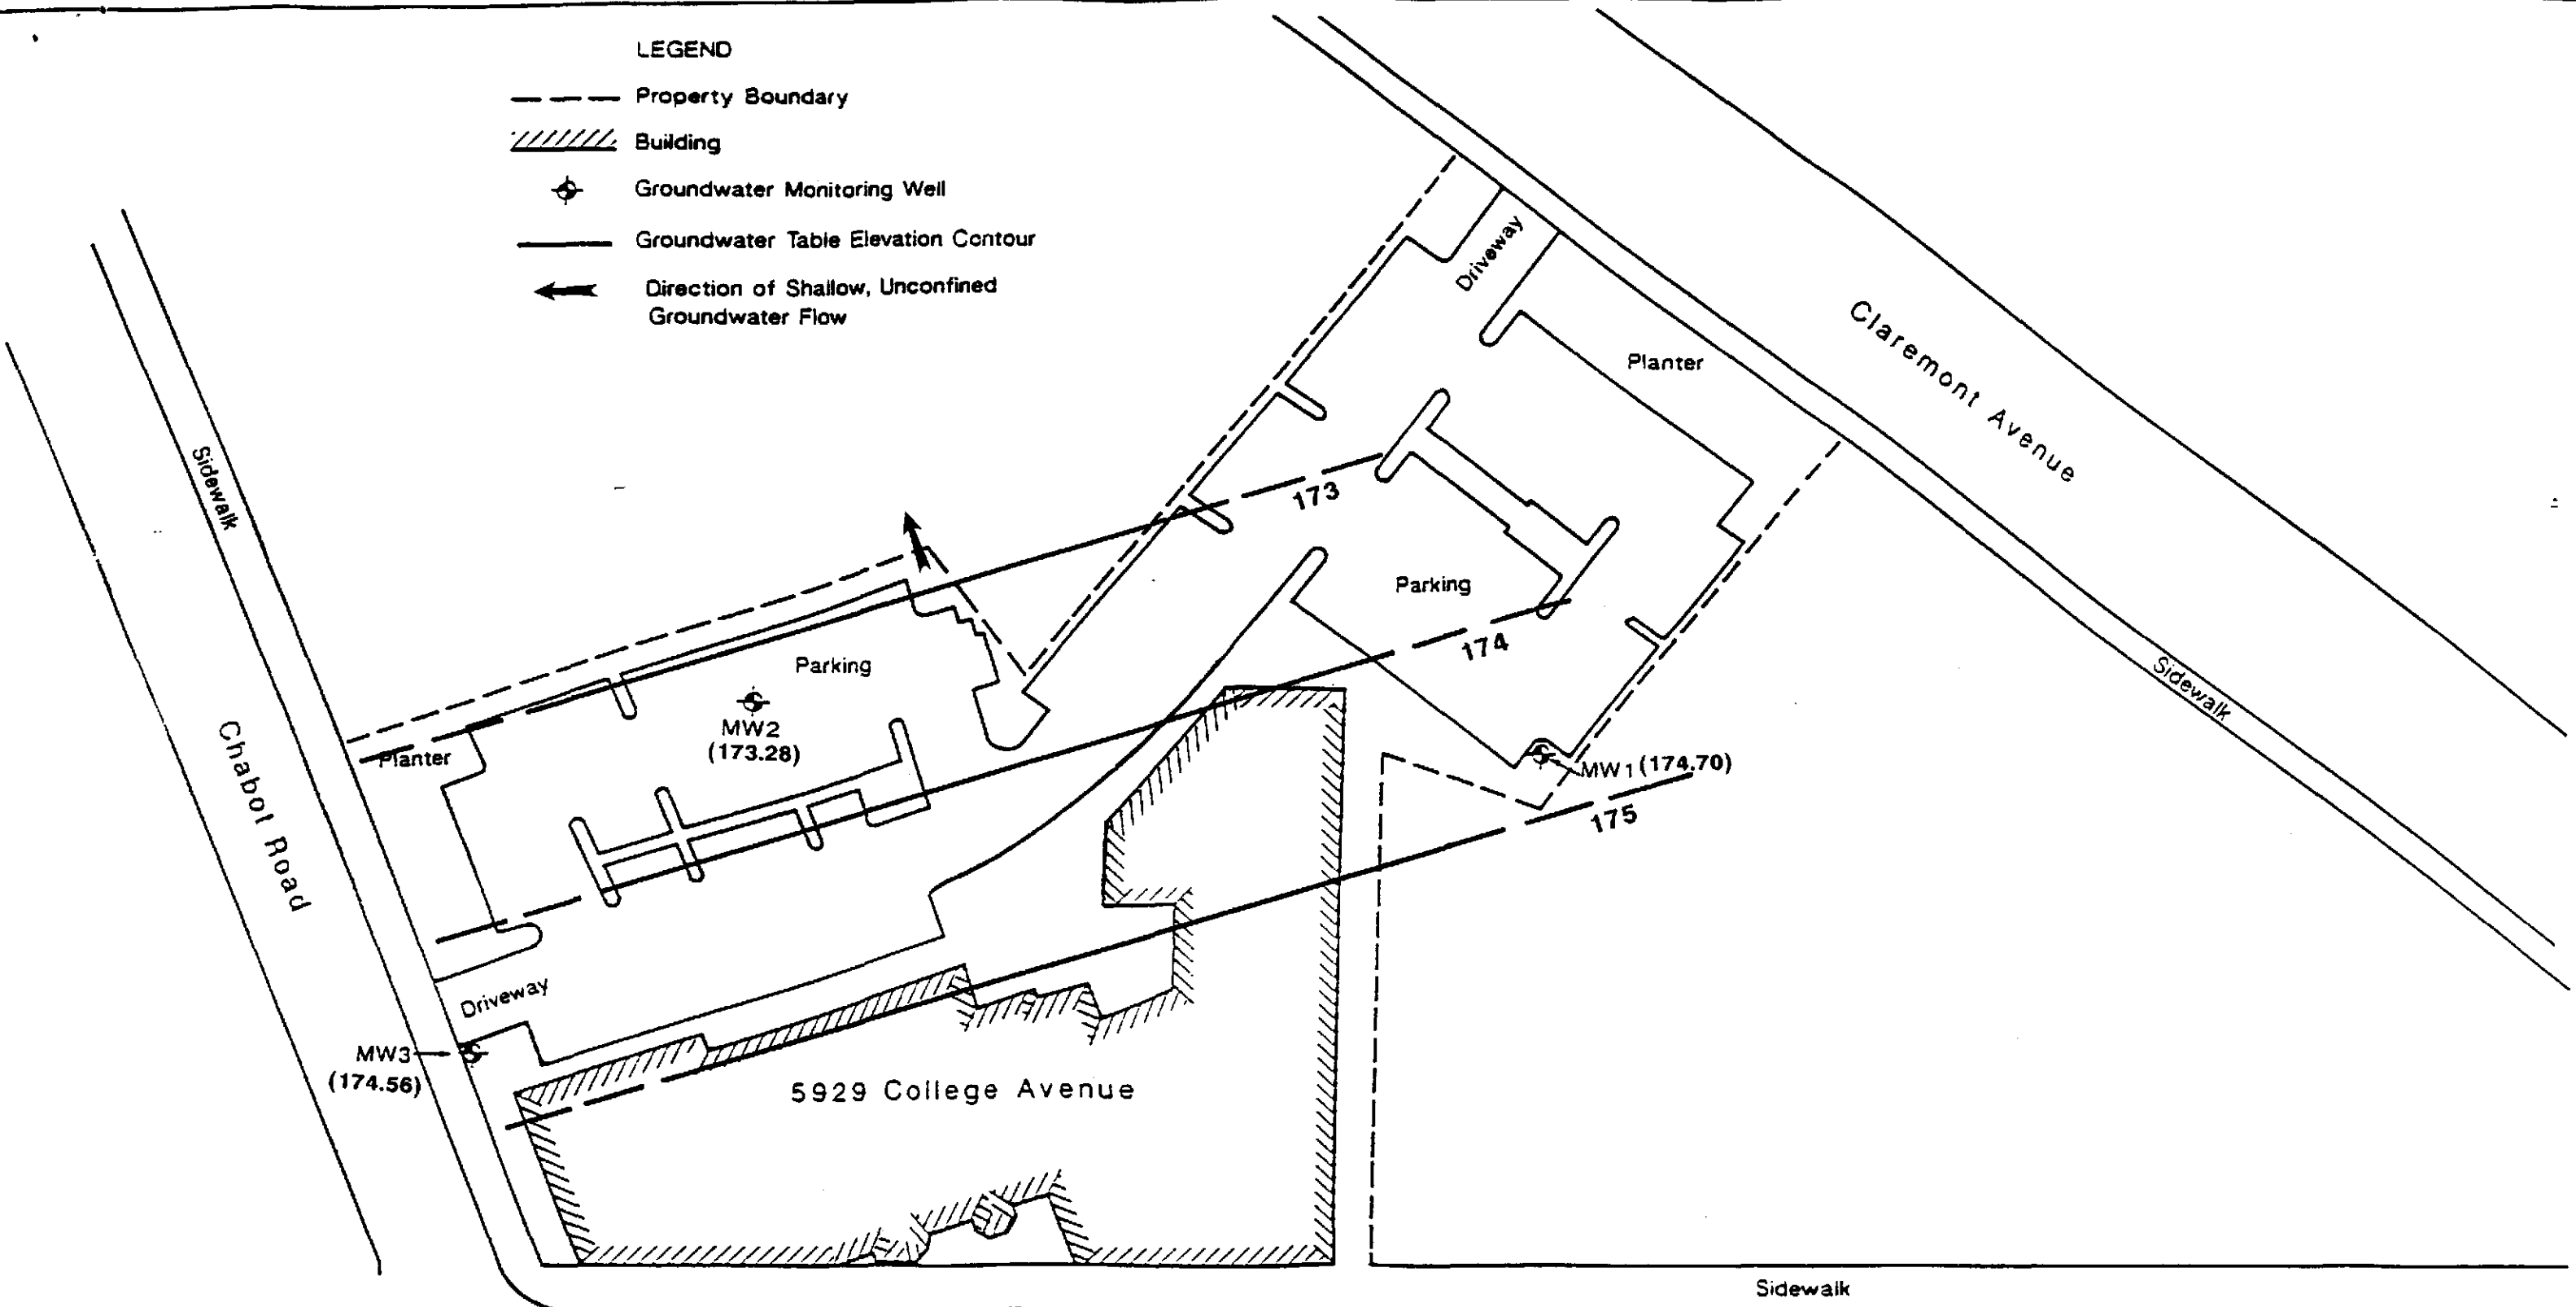 LEGEND
Property Boundary
Building
Groundwater Monitoring Well
Groundwater Table Elevation Contour
Direction of Shallow, Unconfined
Groundwater Flow
Driveway
Planter
Claremont Avenue
Sidewalk
173
Parking
174
Sidewalk
Parking
MW2
(173.28)
Planter
MW1 (174.70)
175
Chabot Road
Driveway
MW3
(174.56)
5929 College Avenue
Sidewalk